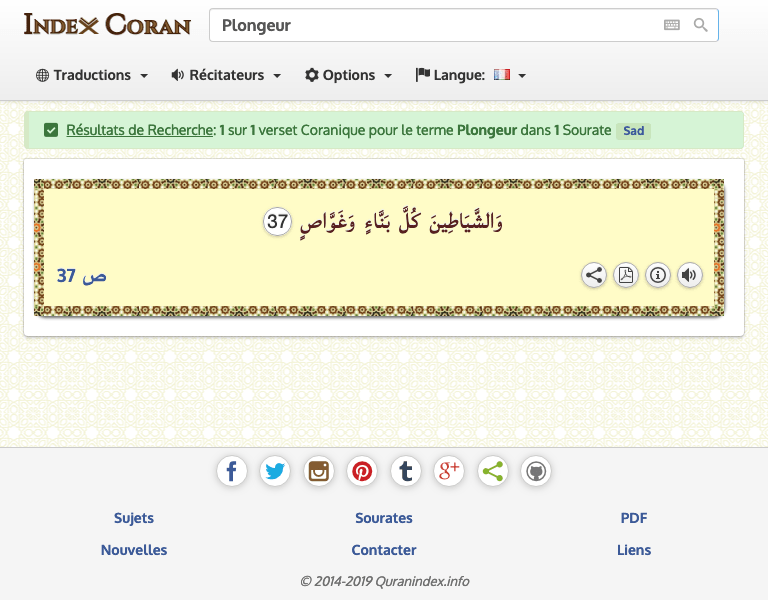 INDEX CORAN
Plongeur
Traductions
Récitateurs
Options
Langue:
Résultats de Recherche: 1 sur 1 verset Coranique pour le terme Plongeur dans 1 Sourate Sad
وَالشَّيَاطِينَ كُلَّ بَنَّاءٍ وَغَوَّاصٍ 37
ص 37
Sujets
Sourates
PDF
Nouvelles
Contacter
Liens
© 2014-2019 Quranindex.info